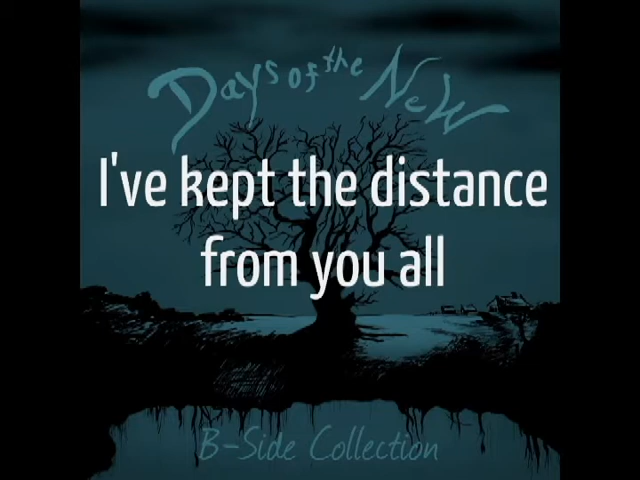 Days of the New
I've kept the distance
from you all
B-Side Collection